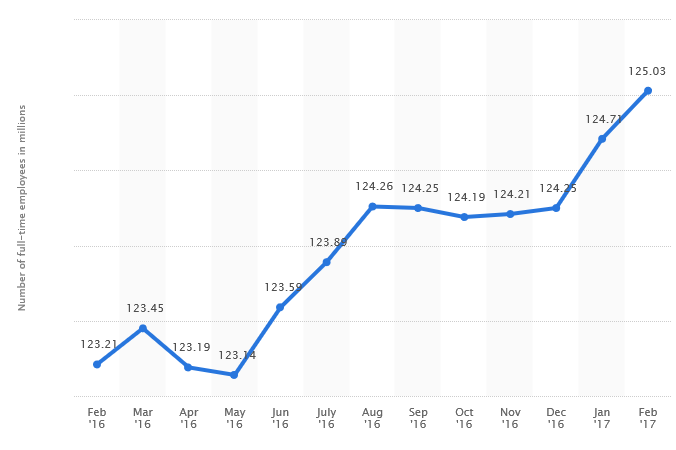 Number of full-time employees in millions
123.21
123.45
123.19
123.14
123.59
123.89
124.26
124.25
124.19
124.21
124.25
124.71
125.03
Feb '16
Mar '16
Apr '16
May '16
Jun '16
July '16
Aug '16
Sep '16
Oct '16
Nov '16
Dec '16
Jan '17
Feb '17